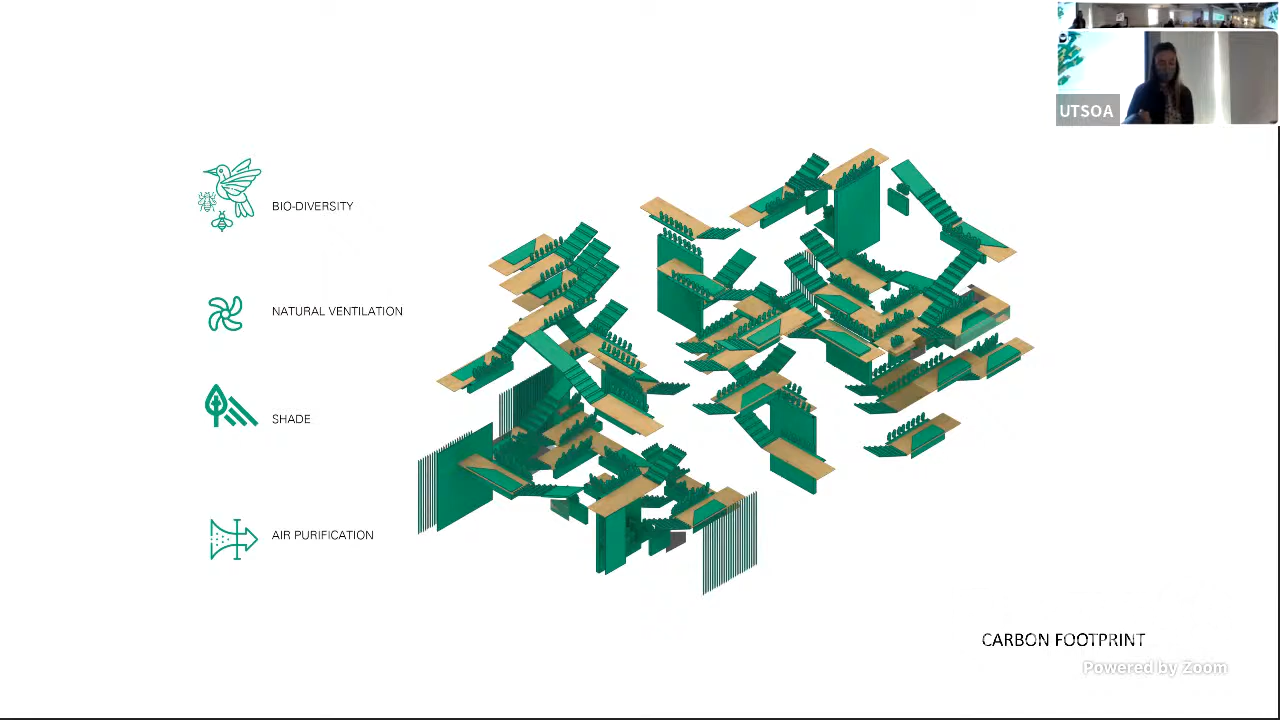 UTSOA
BIO-DIVERSITY
NATURAL VENTILATION
SHADE
AIR PURIFICATION
CARBON FOOTPRINT
Powered by Zoom